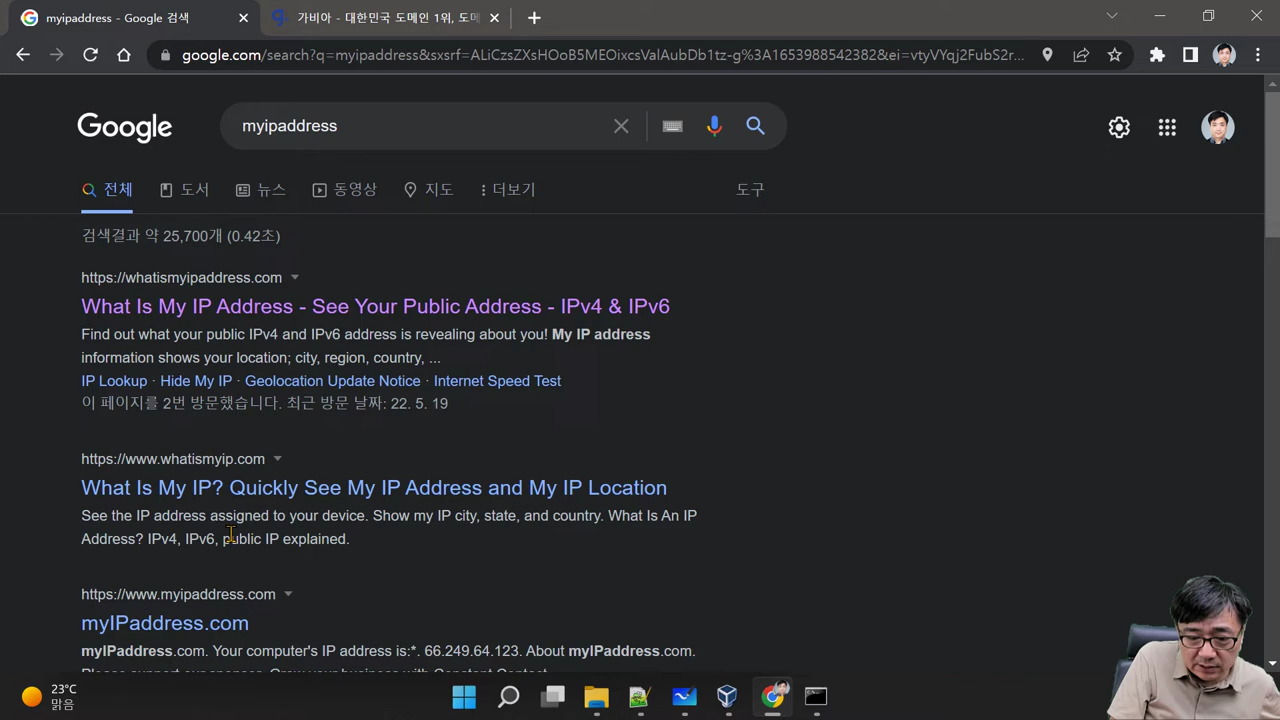 myipaddress - Google 검색
가비아 - 대한민국 도메인 1위, 도메
google.com/search?q=myipaddress&sxsrf=ALiCzsZXsHOoB5MEOixcsValAubDb1tz-g%3A1653988542382&ei=vtyVYqj2FubS2r...
Google
myipaddress
전체
도서
뉴스
동영상
지도
더보기
도구
검색결과 약 25,700개 (0.42초)
https://whatismyipaddress.com
What Is My IP Address - See Your Public Address - IPv4 & IPv6
Find out what your public IPv4 and IPv6 address is revealing about you! My IP address
information shows your location; city, region, country, ...
IP Lookup · Hide My IP · Geolocation Update Notice · Internet Speed Test
이 페이지를 2번 방문했습니다. 최근 방문 날짜: 22. 5. 19
https://www.whatismyip.com
What Is My IP? Quickly See My IP Address and My IP Location
See the IP address assigned to your device. Show my IP city, state, and country. What Is An IP
Address? IPv4, IPv6, public IP explained.
https://www.myipaddress.com
myIPaddress.com
myIPaddress.com. Your computer's IP address is:*. 66.249.64.123. About myIPaddress.com.
23°C
맑음